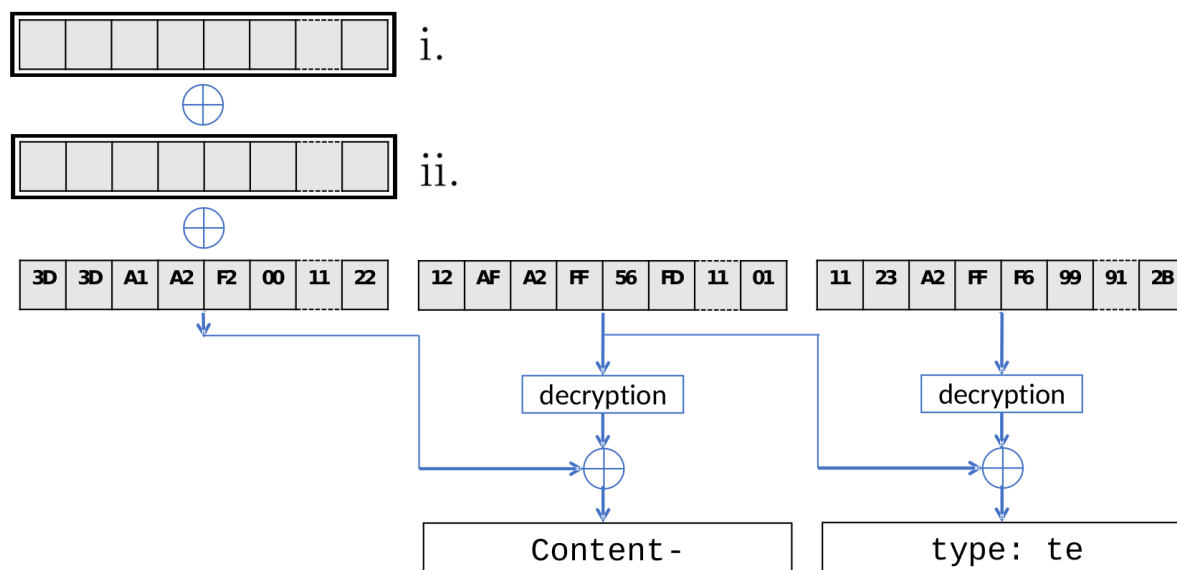 i.
ii.
3D 3D A1 A2 F2 00 11 22 12 AF A2 FF 56 FD 11 01 11 23 A2 FF F6 99 91 2B
decryption decryption
Content- type: te